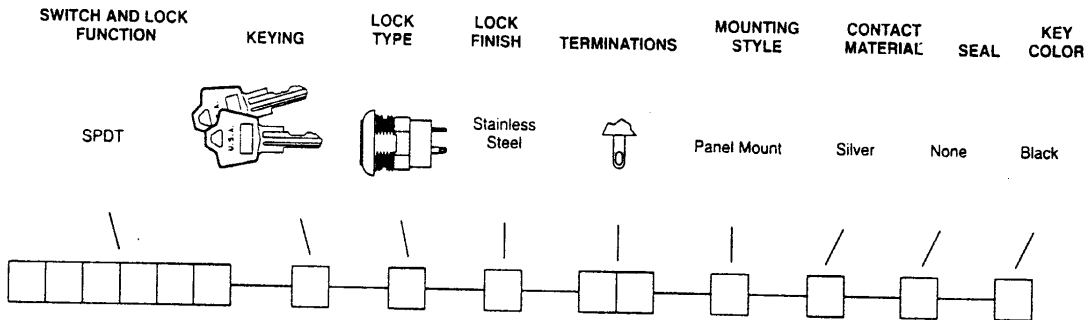 SWITCH AND LOCK
FUNCTION
KEYING
LOCK
TYPE
LOCK
FINISH
TERMINATIONS
MOUNTING
STYLE
CONTACT
MATERIAL
SEAL
KEY
COLOR
SPDT
U.S.A.
Stainless
Steel
Panel Mount
Silver
None
Black